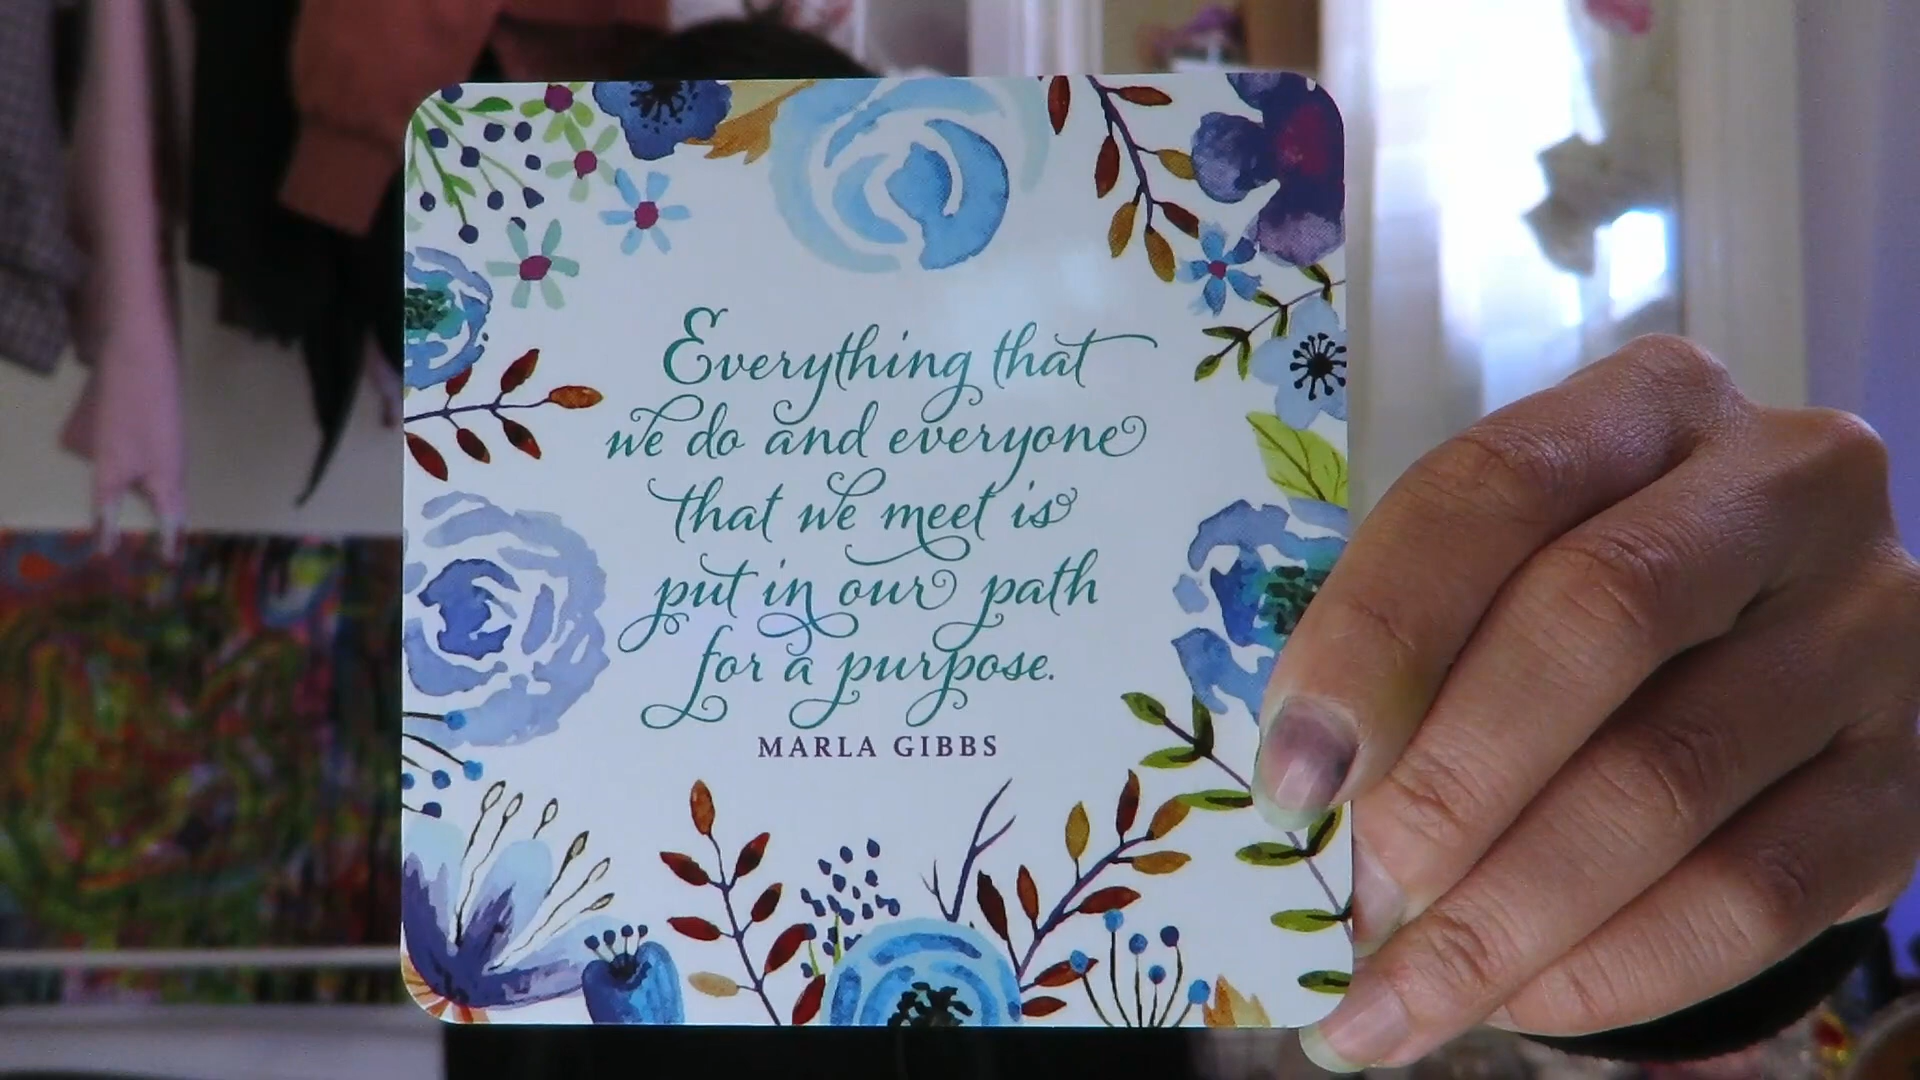 Everything that
we do and everyone
that we meet is
put in our path
for a purpose.
MARLA GIBBS